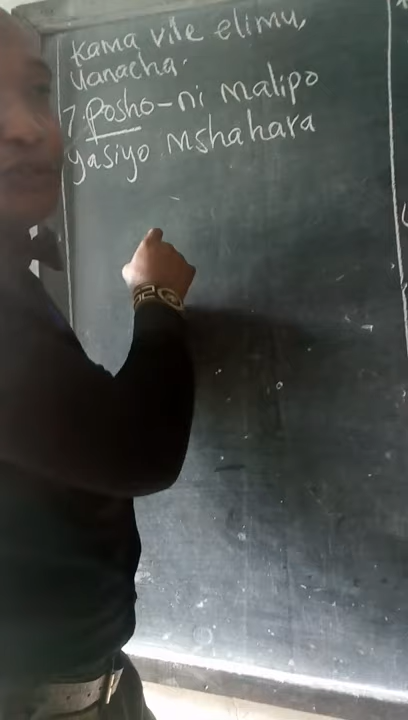 Kama vile elimu,
uanacha.
7. Posho - ni malipo
yasiyo mshahara